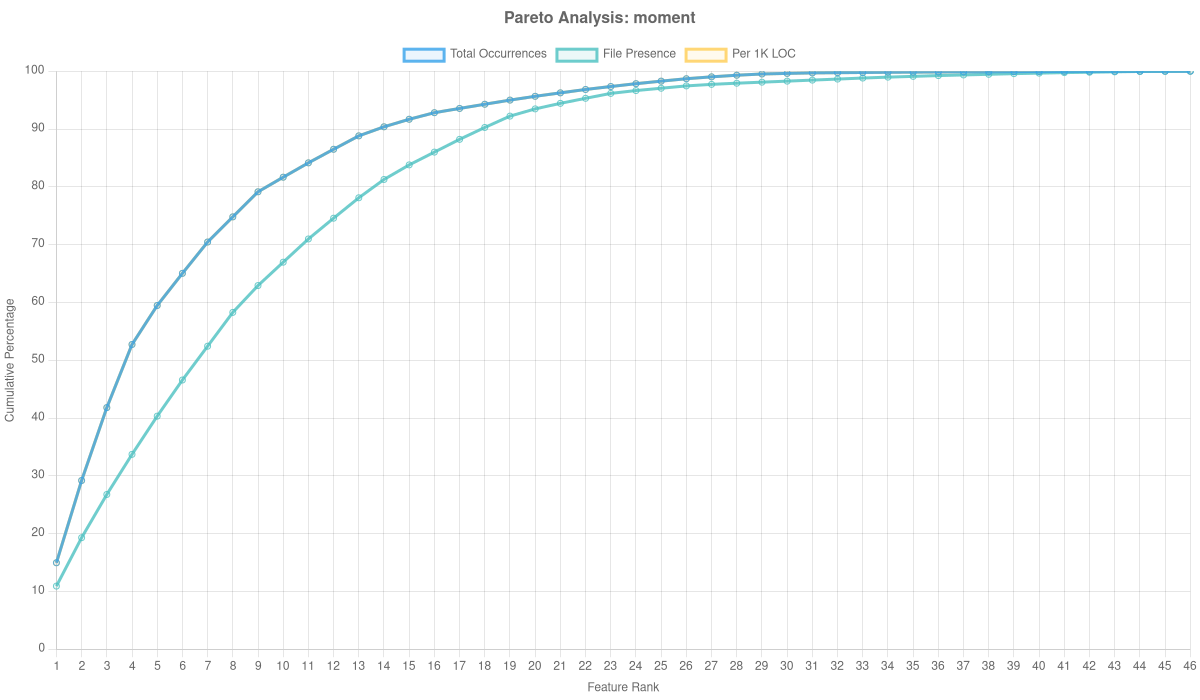 Pareto Analysis: moment
Total Occurrences File Presence Per 1K LOC
100
90
80
70
60
50
40
30
20
10
0
Cumulative Percentage
1 2 3 4 5 6 7 8 9 10 11 12 13 14 15 16 17 18 19 20 21 22 23 24 25 26 27 28 29 30 31 32 33 34 35 36 37 38 39 40 41 42 43 44 45 46
Feature Rank